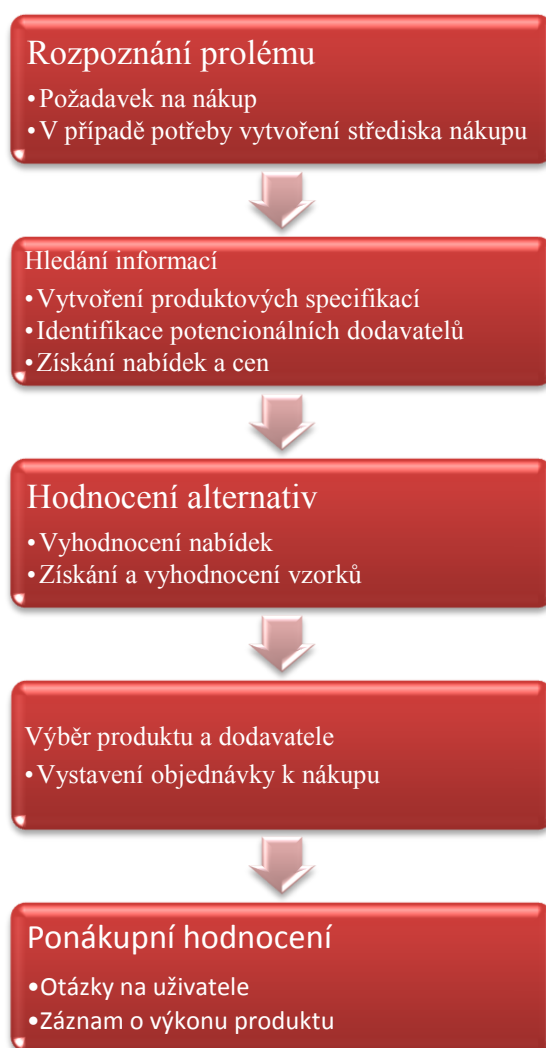 Rozpoznání prolému
• Požadavek na nákup
• V případě potřeby vytvoření střediska nákupu
Hledání informací
• Vytvoření produktových specifikací
• Identifikace potencionálních dodavatelů
• Získání nabídek a cen
Hodnocení alternativ
• Vyhodnocení nabídek
• Získání a vyhodnocení vzorků
Výběr produktu a dodavatele
• Vystavení objednávky k nákupu
Ponákupní hodnocení
• Otázky na uživatele
• Záznam o výkonu produktu